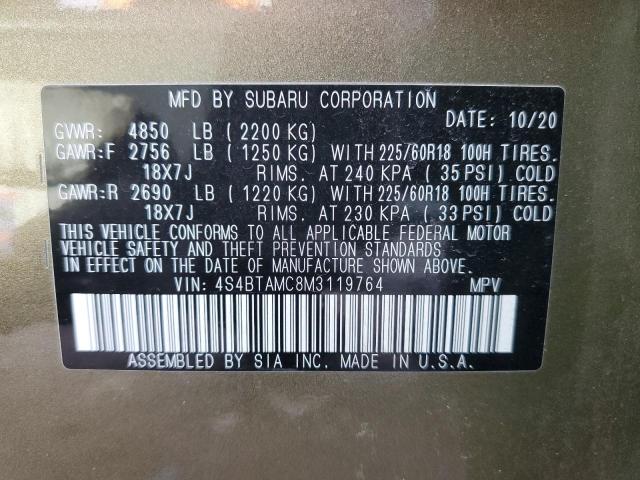 MFD BY SUBARU CORPORATION
DATE: 10/20
GVWR: 4850 LB ( 2200 KG)
GAWR:F 2756 LB ( 1250 KG) WITH 225/60R18 100H TIRES.
18X7J RIMS. AT 240 KPA ( 35 PSI) COLD
GAWR:R 2690 LB ( 1220 KG) WITH 225/60R18 100H TIRES.
18X7J RIMS. AT 230 KPA ( 33 PSI) COLD
THIS VEHICLE CONFORMS TO ALL APPLICABLE FEDERAL MOTOR
VEHICLE SAFETY AND THEFT PREVENTION STANDARDS
IN EFFECT ON THE DATE OF MANUFACTURE SHOWN ABOVE.
VIN: 4S4BTAMC8M3119764 MPV
ASSEMBLED BY SIA INC. MADE IN U.S.A.